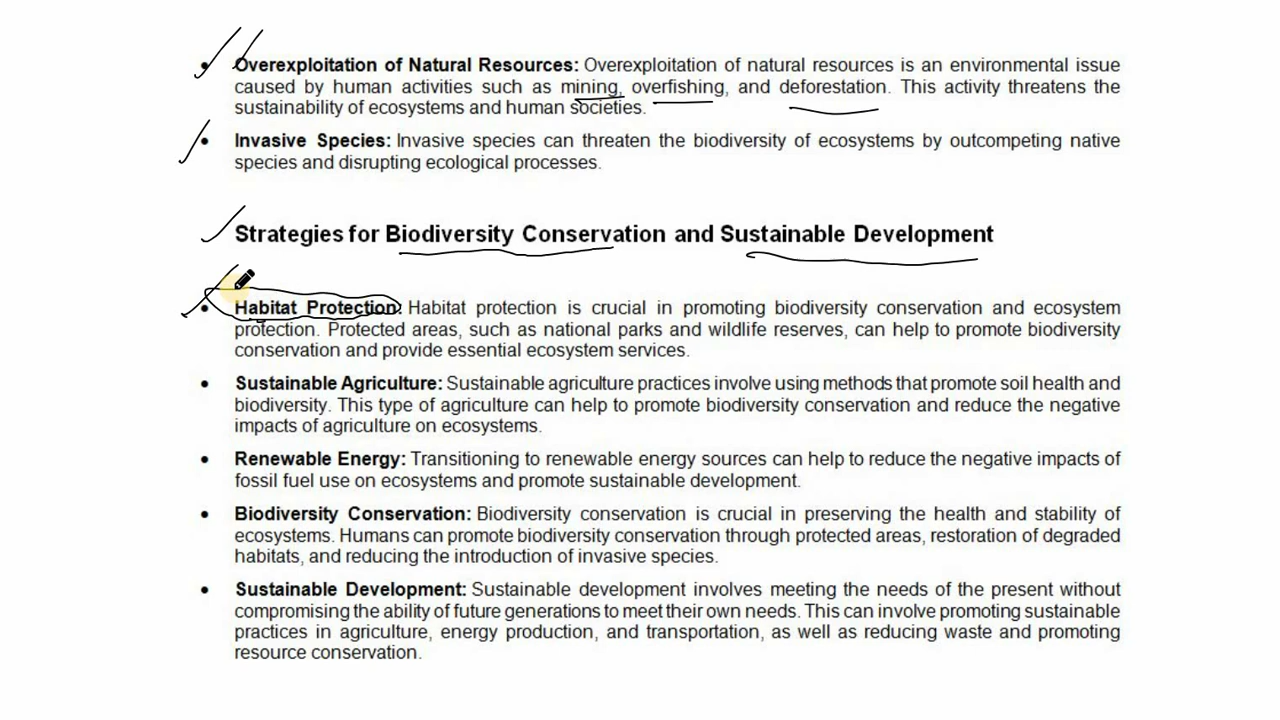 • Overexploitation of Natural Resources: Overexploitation of natural resources is an environmental issue
caused by human activities such as mining, overfishing, and deforestation. This activity threatens the
sustainability of ecosystems and human societies.
• Invasive Species: Invasive species can threaten the biodiversity of ecosystems by outcompeting native
species and disrupting ecological processes.
Strategies for Biodiversity Conservation and Sustainable Development
• Habitat Protection: Habitat protection is crucial in promoting biodiversity conservation and ecosystem
protection. Protected areas, such as national parks and wildlife reserves, can help to promote biodiversity
conservation and provide essential ecosystem services.
• Sustainable Agriculture: Sustainable agriculture practices involve using methods that promote soil health and
biodiversity. This type of agriculture can help to promote biodiversity conservation and reduce the negative
impacts of agriculture on ecosystems.
• Renewable Energy: Transitioning to renewable energy sources can help to reduce the negative impacts of
fossil fuel use on ecosystems and promote sustainable development.
• Biodiversity Conservation: Biodiversity conservation is crucial in preserving the health and stability of
ecosystems. Humans can promote biodiversity conservation through protected areas, restoration of degraded
habitats, and reducing the introduction of invasive species.
• Sustainable Development: Sustainable development involves meeting the needs of the present without
compromising the ability of future generations to meet their own needs. This can involve promoting sustainable
practices in agriculture, energy production, and transportation, as well as reducing waste and promoting
resource conservation.